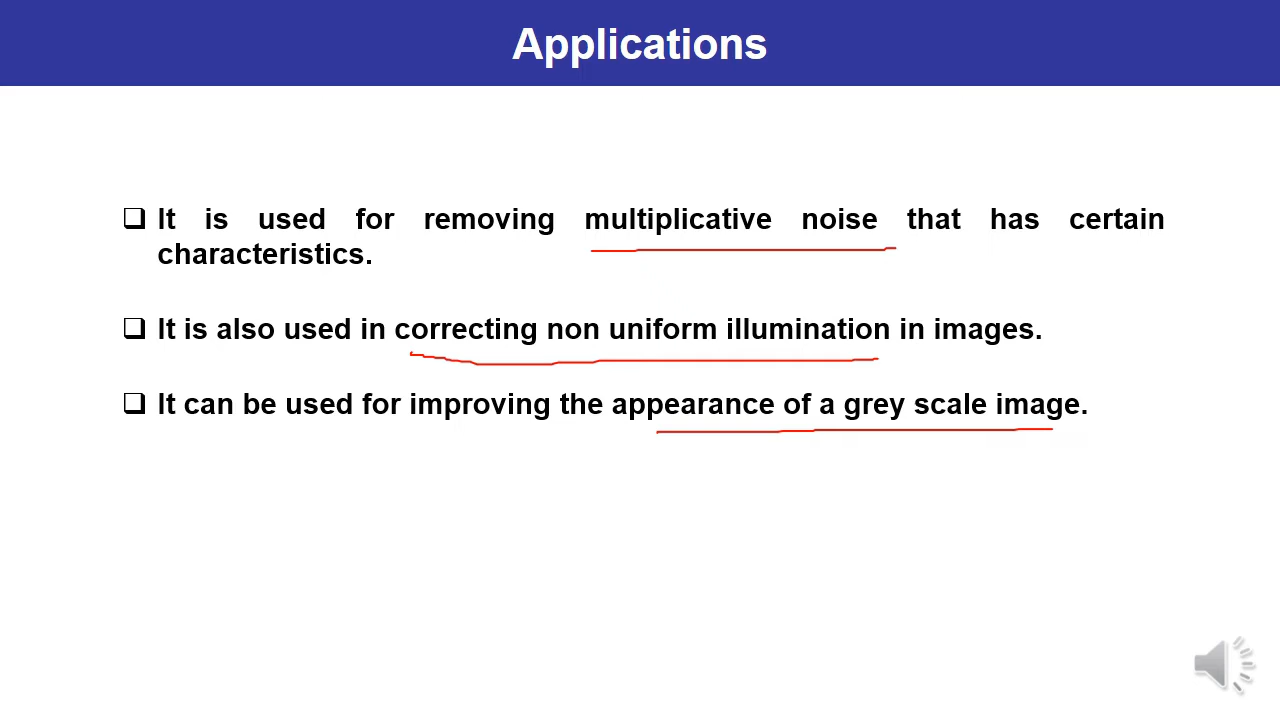 Applications
❑ It is used for removing multiplicative noise that has certain
characteristics.
❑ It is also used in correcting non uniform illumination in images.
❑ It can be used for improving the appearance of a grey scale image.